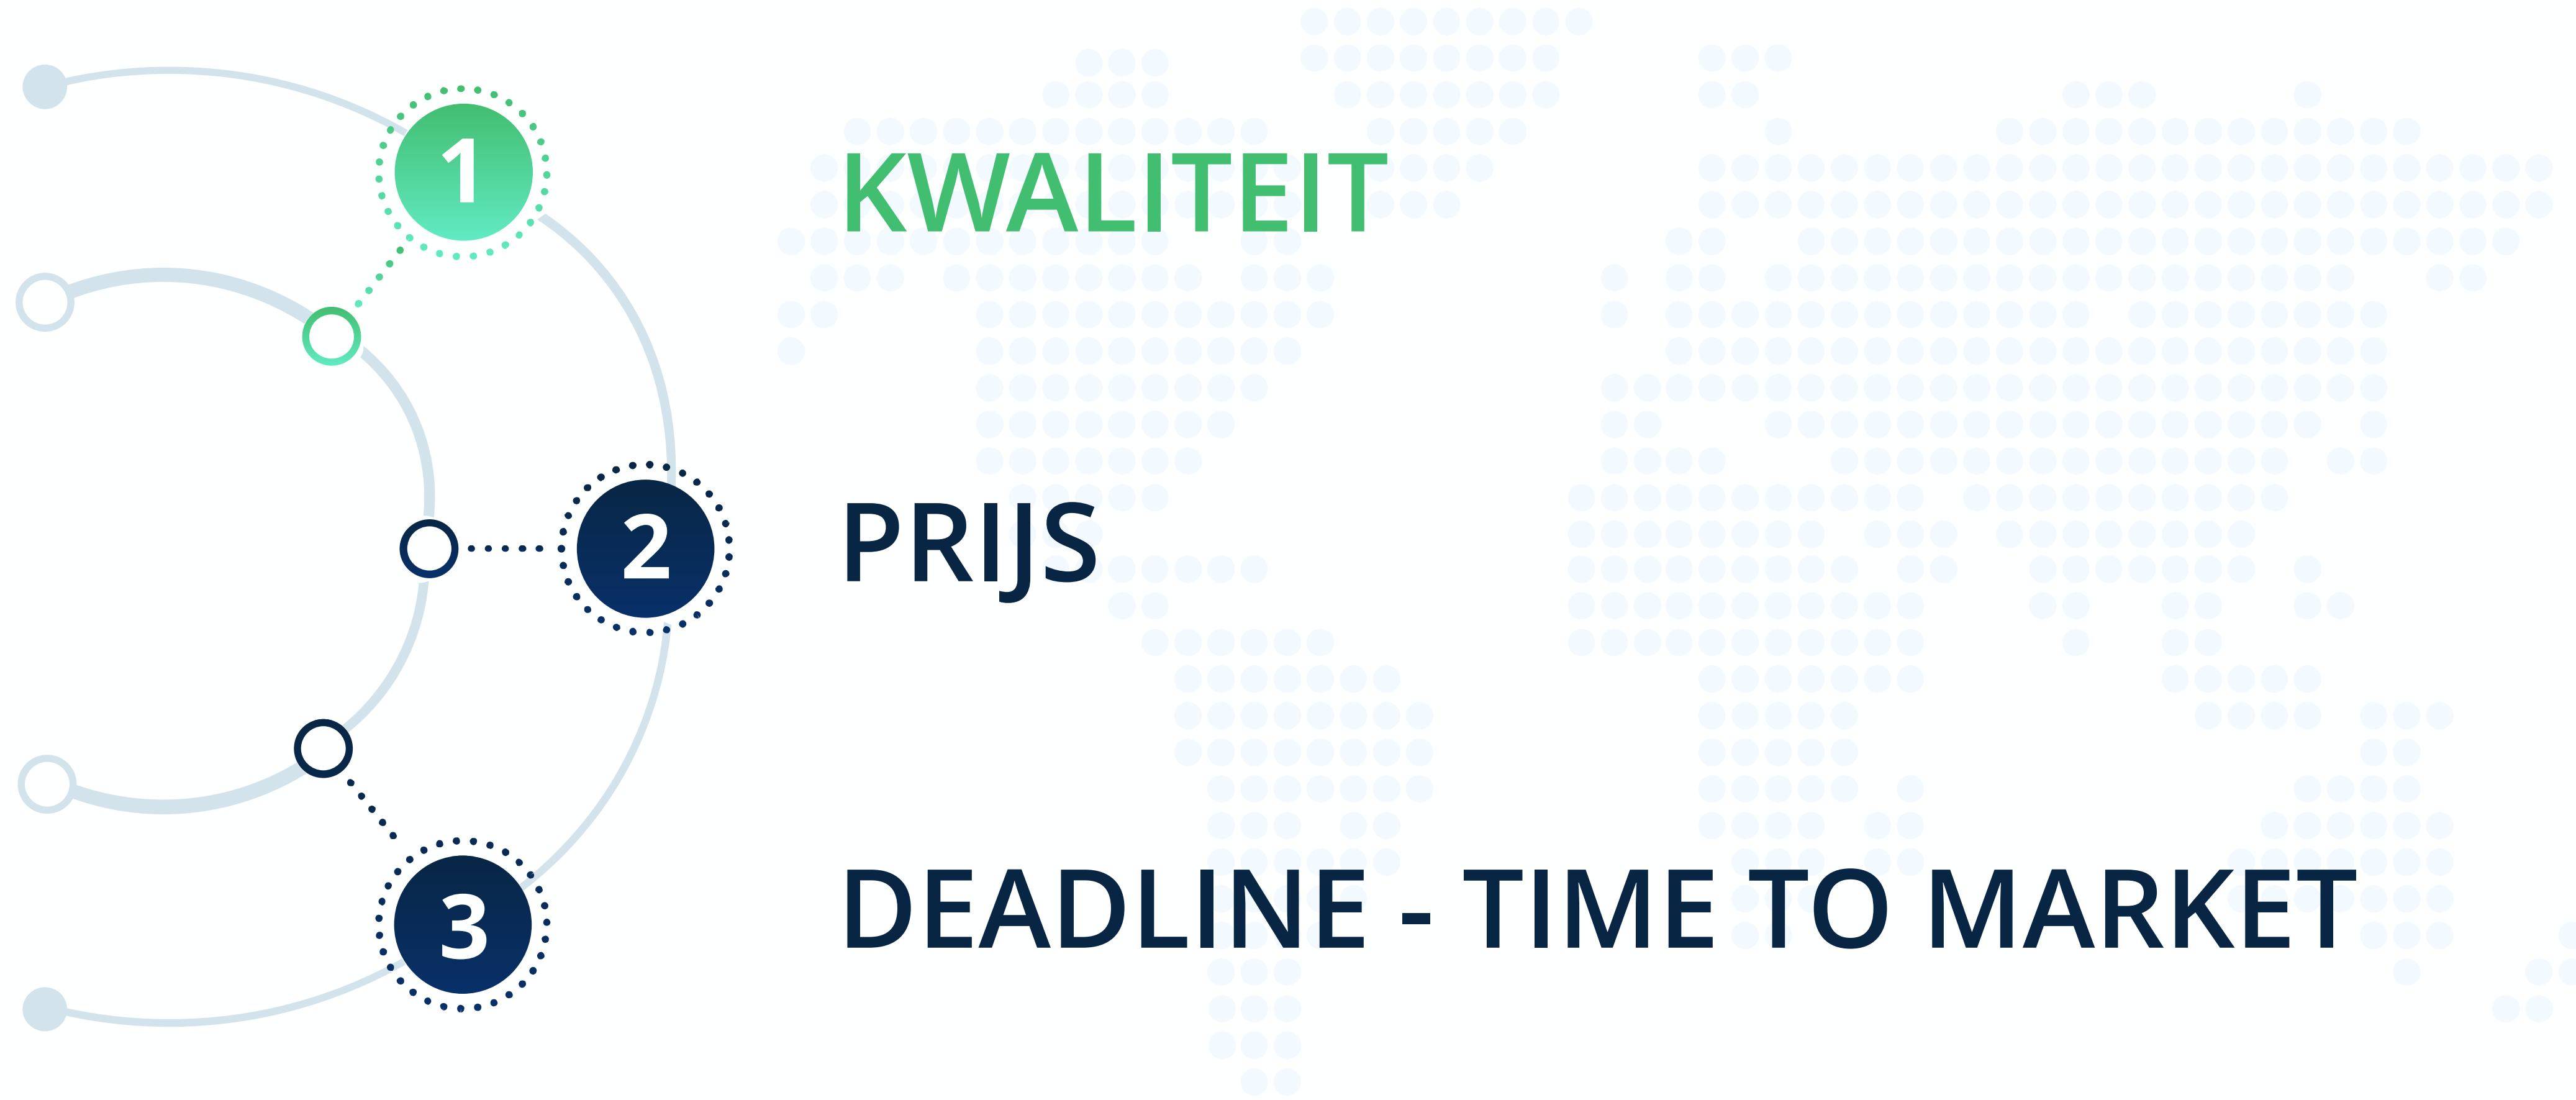 1
KWALITEIT
2
PRIJS
3
DEADLINE - TIME TO MARKET